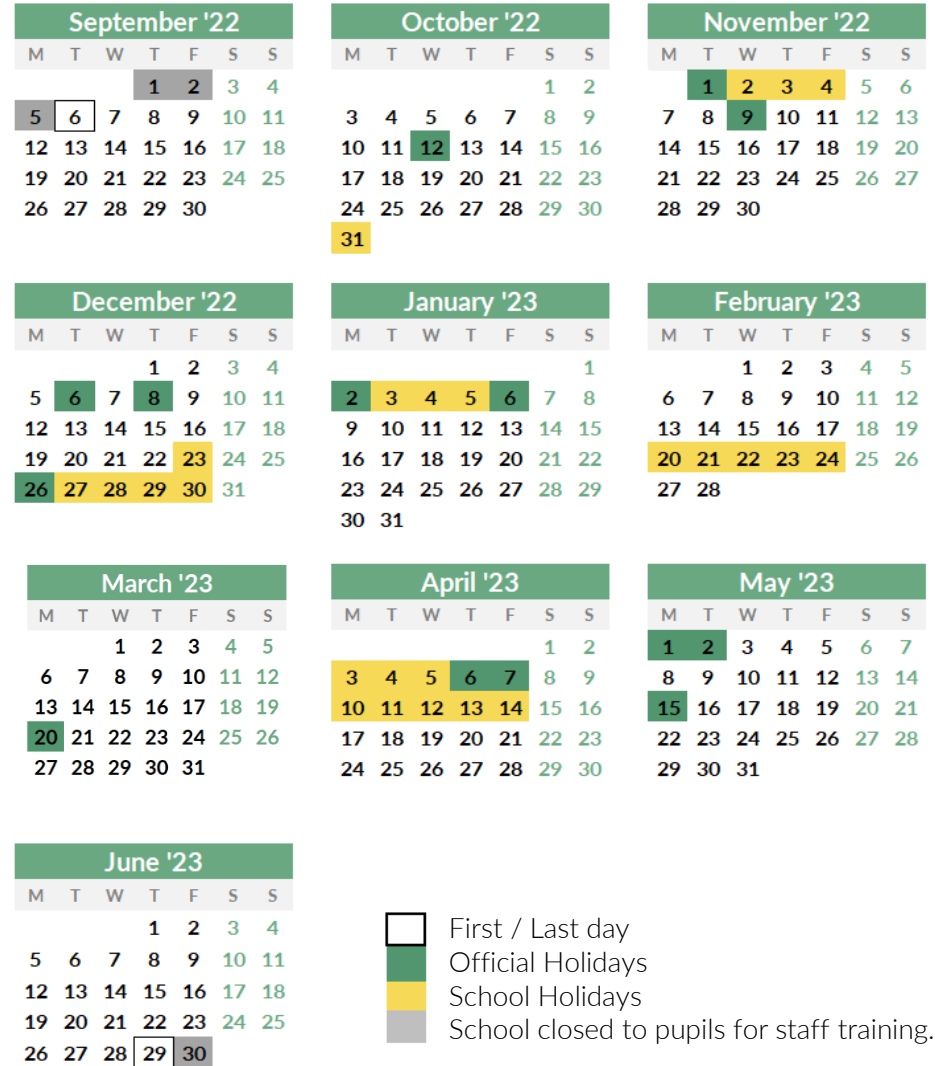 September '22
M T W T F S S
1 2 3 4
5 6 7 8 9 10 11
12 13 14 15 16 17 18
19 20 21 22 23 24 25
26 27 28 29 30
October '22
M T W T F S S
1 2
3 4 5 6 7 8 9
10 11 12 13 14 15 16
17 18 19 20 21 22 23
24 25 26 27 28 29 30
31
November '22
M T W T F S S
1 2 3 4 5 6
7 8 9 10 11 12 13
14 15 16 17 18 19 20
21 22 23 24 25 26 27
28 29 30
December '22
M T W T F S S
1 2 3 4
5 6 7 8 9 10 11
12 13 14 15 16 17 18
19 20 21 22 23 24 25
26 27 28 29 30 31
January '23
M T W T F S S
1
2 3 4 5 6 7 8
9 10 11 12 13 14 15
16 17 18 19 20 21 22
23 24 25 26 27 28 29
30 31
February '23
M T W T F S S
1 2 3 4 5
6 7 8 9 10 11 12
13 14 15 16 17 18 19
20 21 22 23 24 25 26
27 28
March '23
M T W T F S S
1 2 3 4 5
6 7 8 9 10 11 12
13 14 15 16 17 18 19
20 21 22 23 24 25 26
27 28 29 30 31
April '23
M T W T F S S
1 2
3 4 5 6 7 8 9
10 11 12 13 14 15 16
17 18 19 20 21 22 23
24 25 26 27 28 29 30
May '23
M T W T F S S
1 2 3 4 5 6 7
8 9 10 11 12 13 14
15 16 17 18 19 20 21
22 23 24 25 26 27 28
29 30 31
June '23
M T W T F S S
1 2 3 4
5 6 7 8 9 10 11
12 13 14 15 16 17 18
19 20 21 22 23 24 25
26 27 28 29 30
First / Last day
Official Holidays
School Holidays
School closed to pupils for staff training.